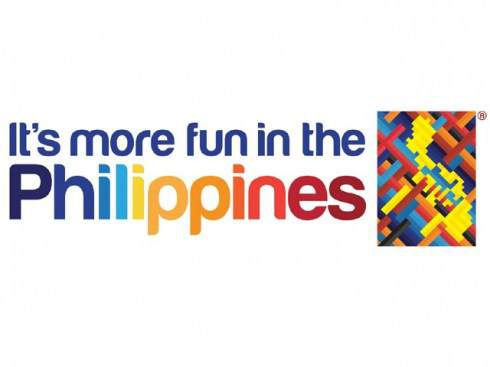 It's more fun in the ®
Philippines